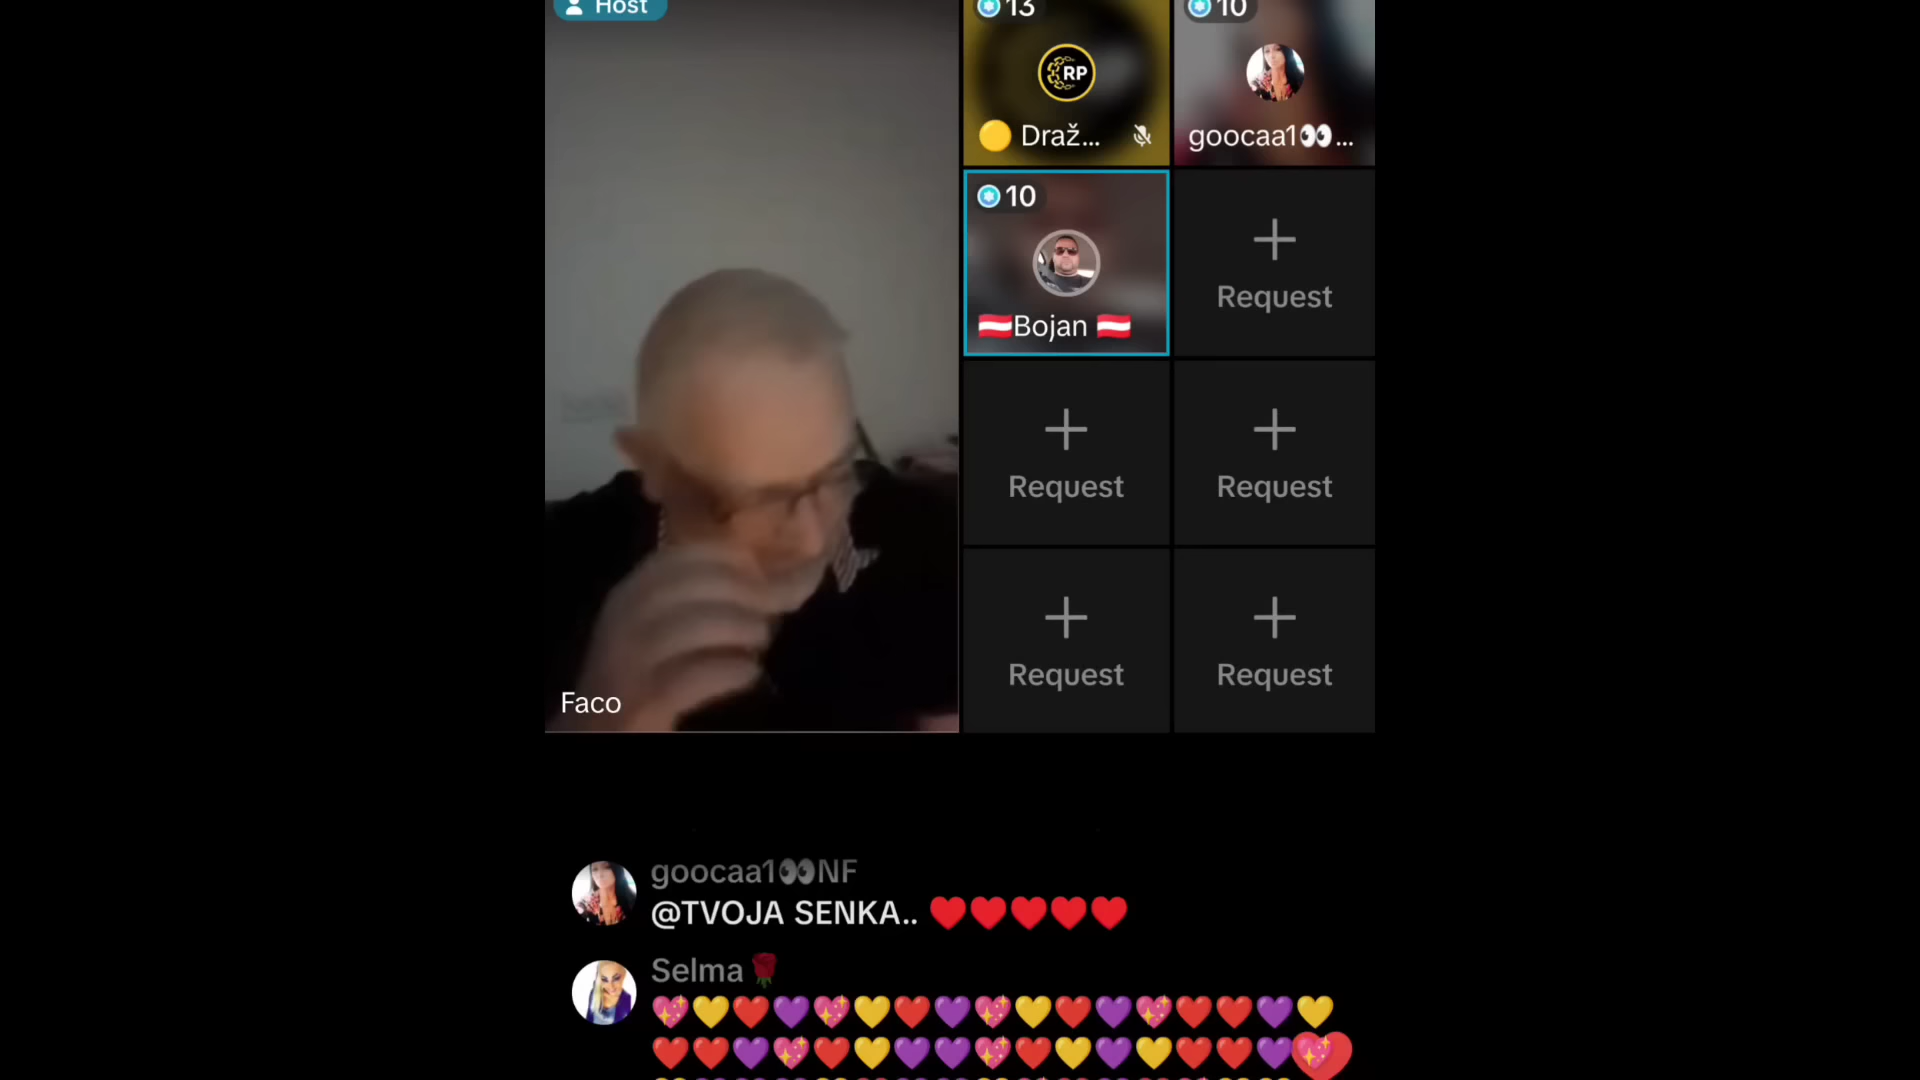 Host
13
10
RP
Draž...
goocaa1👀...
10
🇦🇹Bojan 🇦🇹
Request
Request
Request
Request
Request
Faco
goocaa1👀NF
@TVOJA SENKA.. ❤️❤️❤️❤️❤️
Selma🌹
💖💛❤️💜💖💛❤️💜💖💛❤️💜💖❤️❤️💜💛
❤️❤️💜💖❤️💛💜💜💖❤️💛💜💛❤️❤️💜💖